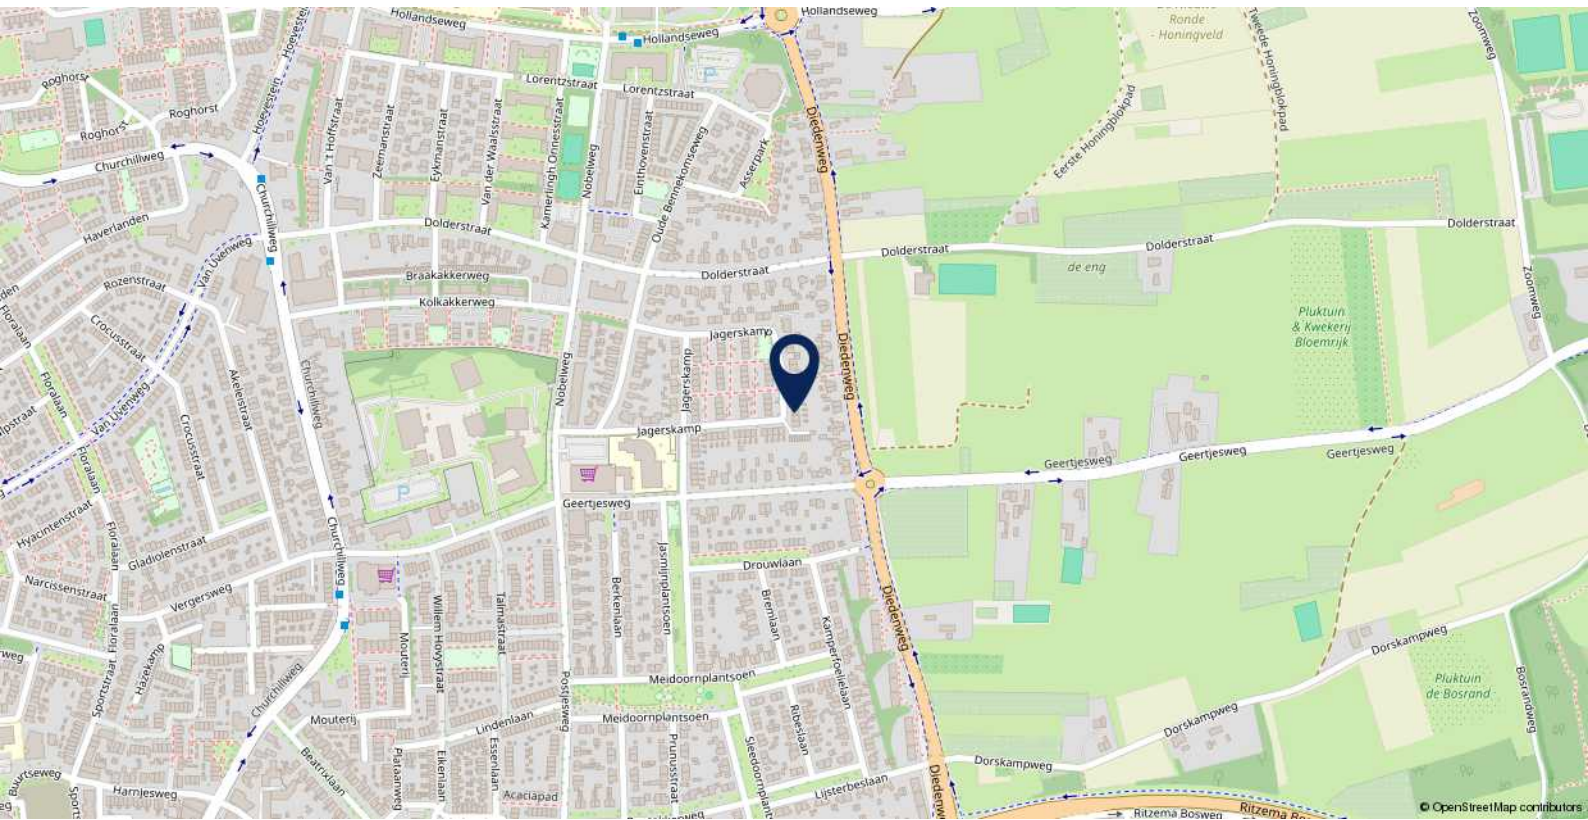 Hollandseweg
Hollandseweg
Hollandseweg
Ronde
- Honingveld
Tweede Honingblokpad
Zoomweg
Hoevestein
Roghorst
Roghorst
Roghorst
Hoevestein
Lorentzstraat
Lorentzstraat
P
Van 't Hoffstraat
Zeemanstraat
Eykmanstraat
Van der Waalsstraat
Kamerlingh Onnesstraat
Nobelweg
Einthovenstraat
Oude Bennekomseweg
Asserpark
Diedenweg
Eerste Honingblokpad
Churchillweg
Churchillweg
Haverlanden
Van Uvenweg
Dolderstraat
Dolderstraat
Dolderstraat
Dolderstraat
Dolderstraat
de eng
Braakakkerweg
Kolkakkerweg
Rozenstraat
Floralaan
Crocusstraat
Jagerskamp
Jagerskamp
Diedenweg
Pluktuin
& Kwekerij
Bloemrijk
Zoomweg
Floralaan
Van Uvenweg
Akeleistraat
Churchillweg
Nobelweg
Crocusstraat
Jagerskamp
Geertjesweg
Geertjesweg
Geertjesweg
Geertjesweg
P
Floralaan
Hyacintenstraat
Gladiolenstraat
Floralaan
Churchillweg
Narcissenstraat
Vergersweg
Floralaan
Jasmijnplantsoen
Berkenlaan
Drouwlaan
Bremlaan
Kamperfoelielaan
Diedenweg
Willem Hovystraat
Talmastraat
Mouterij
Hazekamp
Sportstraat
Churchillweg
Meidoornplantsoen
Meidoornplantsoen
Dorskampweg
Pluktuin
de Bosrand
Bosrandweg
Postjesweg
Mouterij
Lindenlaan
Ribeslaan
Dorskampweg
Beatrixlaan
Plataanweg
Eikenlaan
Essenlaan
Prunusstraat
Dorskampweg
Buurtseweg
Harnjesweg
Acaciapad
Lijsterbeslaan
Ritzema Bosweg
© OpenStreetMap contributors